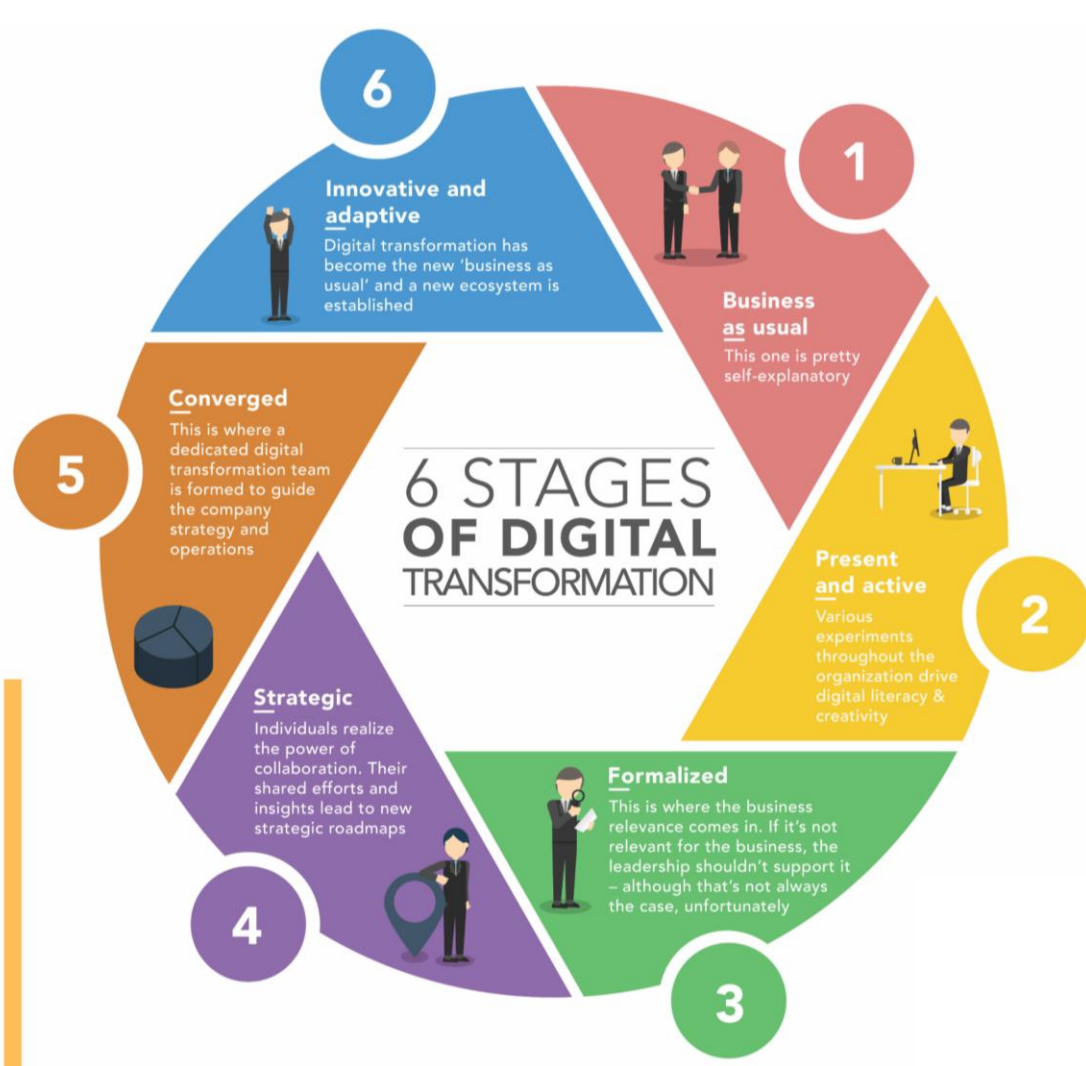 6 STAGES
OF DIGITAL
TRANSFORMATION
1
Business
as usual
This one is pretty
self-explanatory
2
Present
and active
Various
experiments
throughout the
organization drive
digital literacy &
creativity
3
Formalized
This is where the business
relevance comes in. If it's not
relevant for the business, the
leadership shouldn't support it
– although that's not always
the case, unfortunately
4
Strategic
Individuals realize
the power of
collaboration. Their
shared efforts and
insights lead to new
strategic roadmaps
5
Converged
This is where a
dedicated digital
transformation team
is formed to guide
the company
strategy and
operations
6
Innovative and
adaptive
Digital transformation has
become the new 'business as
usual' and a new ecosystem is
established